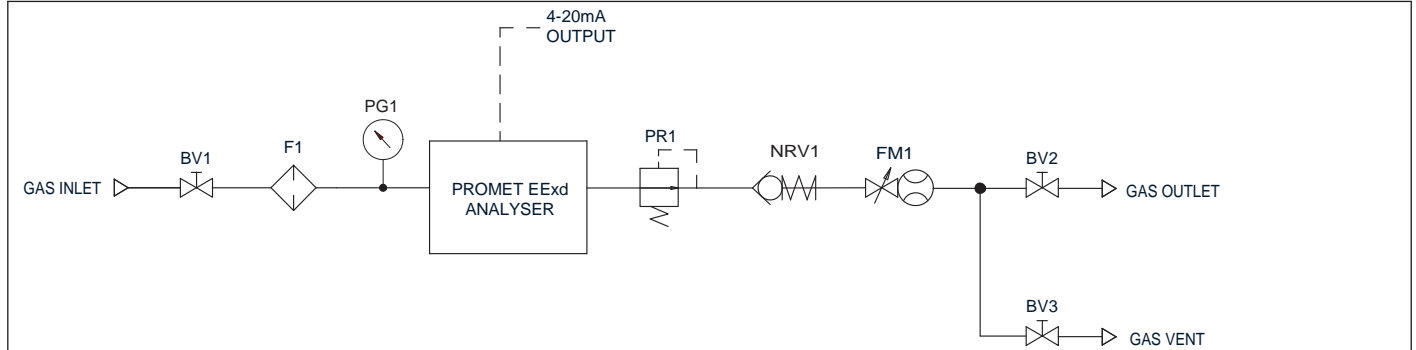 4-20mA
OUTPUT
PG1
BV1
F1
PR1
NRV1
FM1
BV2
GAS INLET
PROMET EExd
ANALYSER
GAS OUTLET
BV3
GAS VENT